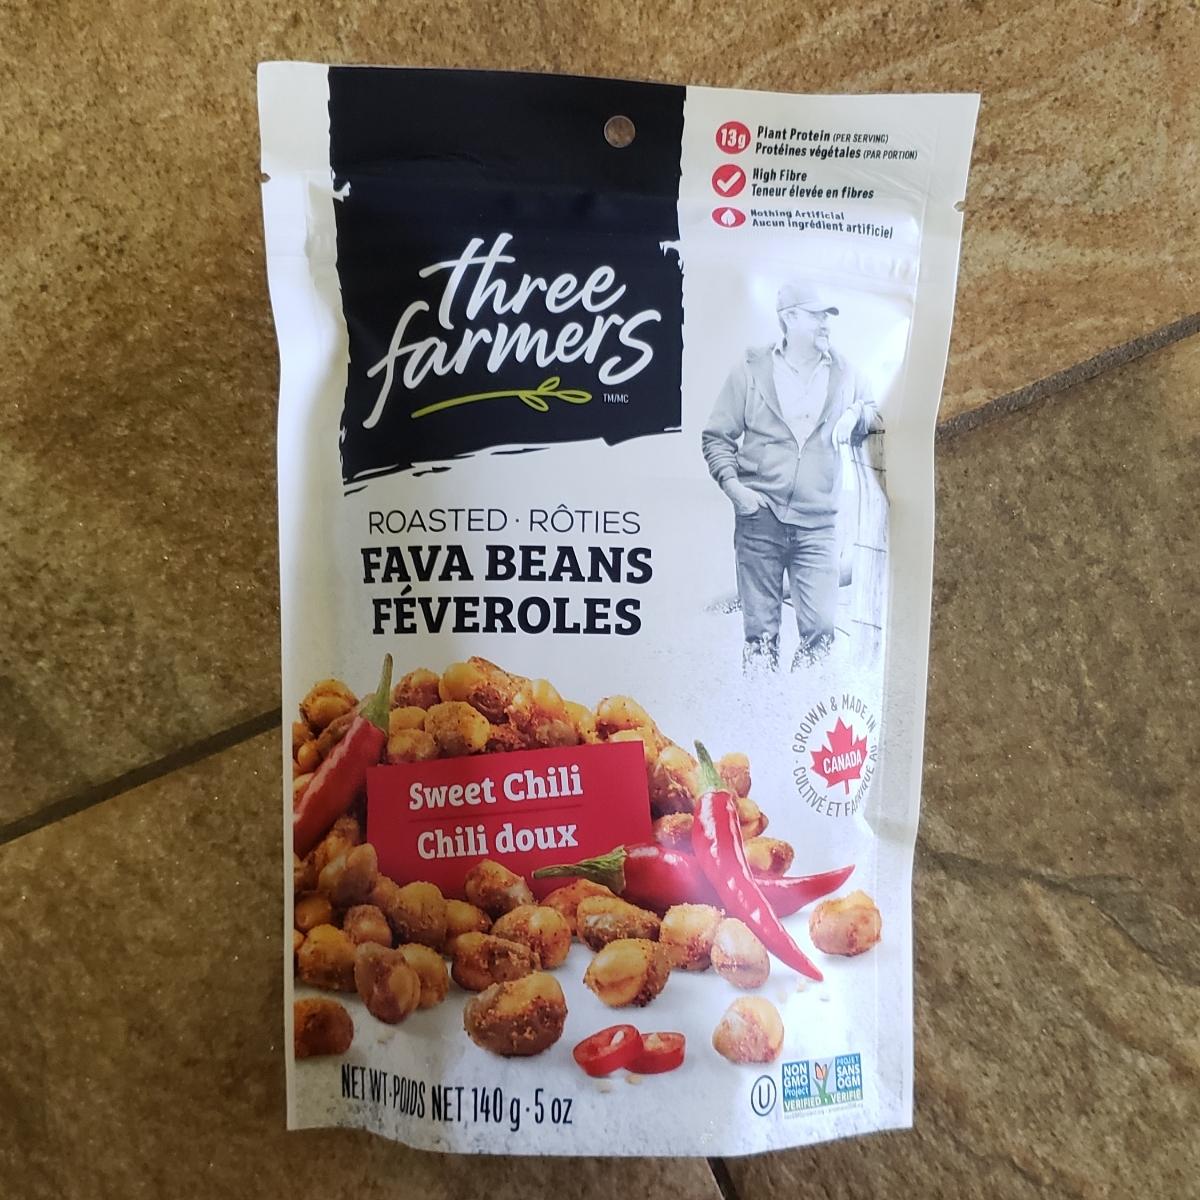 13g
Plant Protein (PER SERVING)
Protéines végétales (PAR PORTION)
High Fibre
Teneur élevée en fibres
Nothing Artificial
Aucun ingrédient artificiel
three
farmers
TM/MC
ROASTED · RÔTIES
FAVA BEANS
FÉVEROLES
GROWN & MADE IN
CANADA
CULTIVÉ ET FABRIQUÉ AU
Sweet Chili
Chili doux
NET WT·POIDS NET 140 g·5 oz
U
NON
GMO
Project
VERIFIED
PROJET
SANS
OGM
VÉRIFIÉ